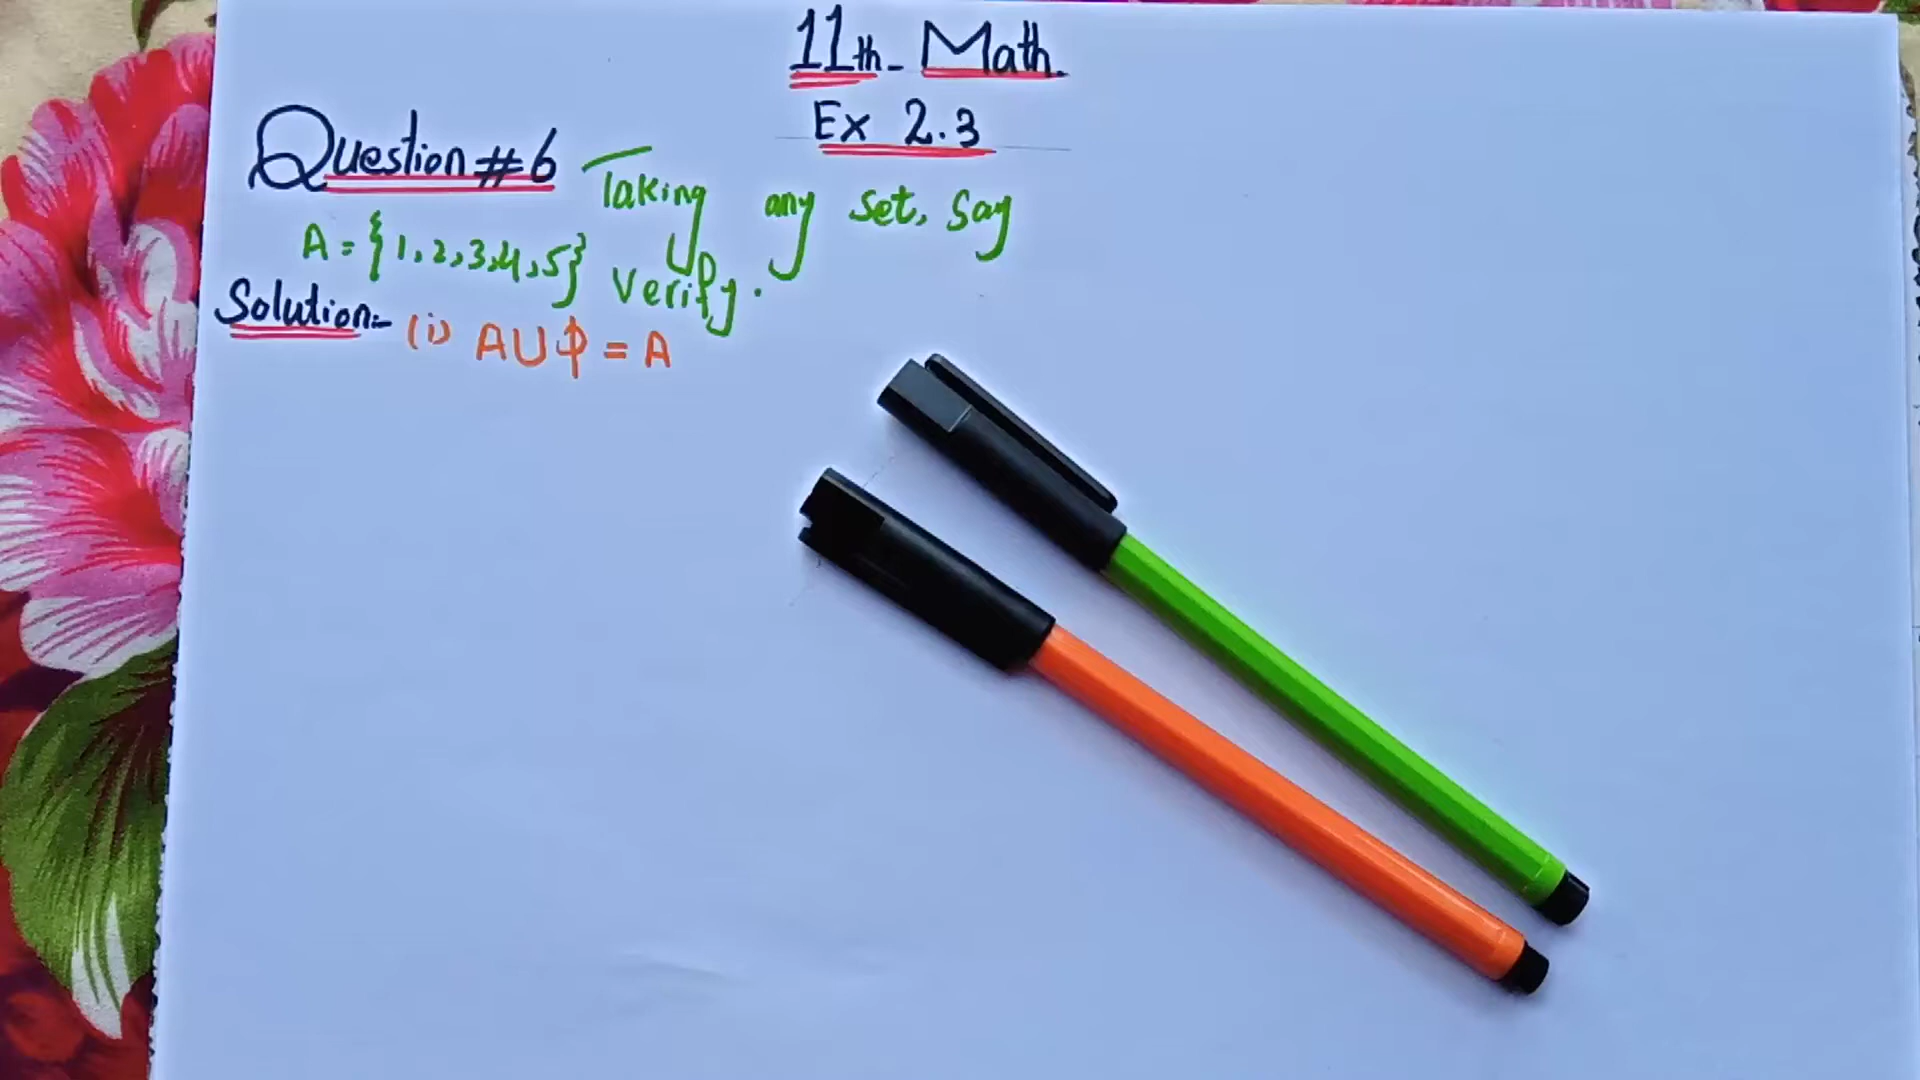 11th- Math.
Ex 2.3
Question #6 Taking any set, say
A = {1,2,3,4,5} verify.
Solution:- (i) A∪φ = A